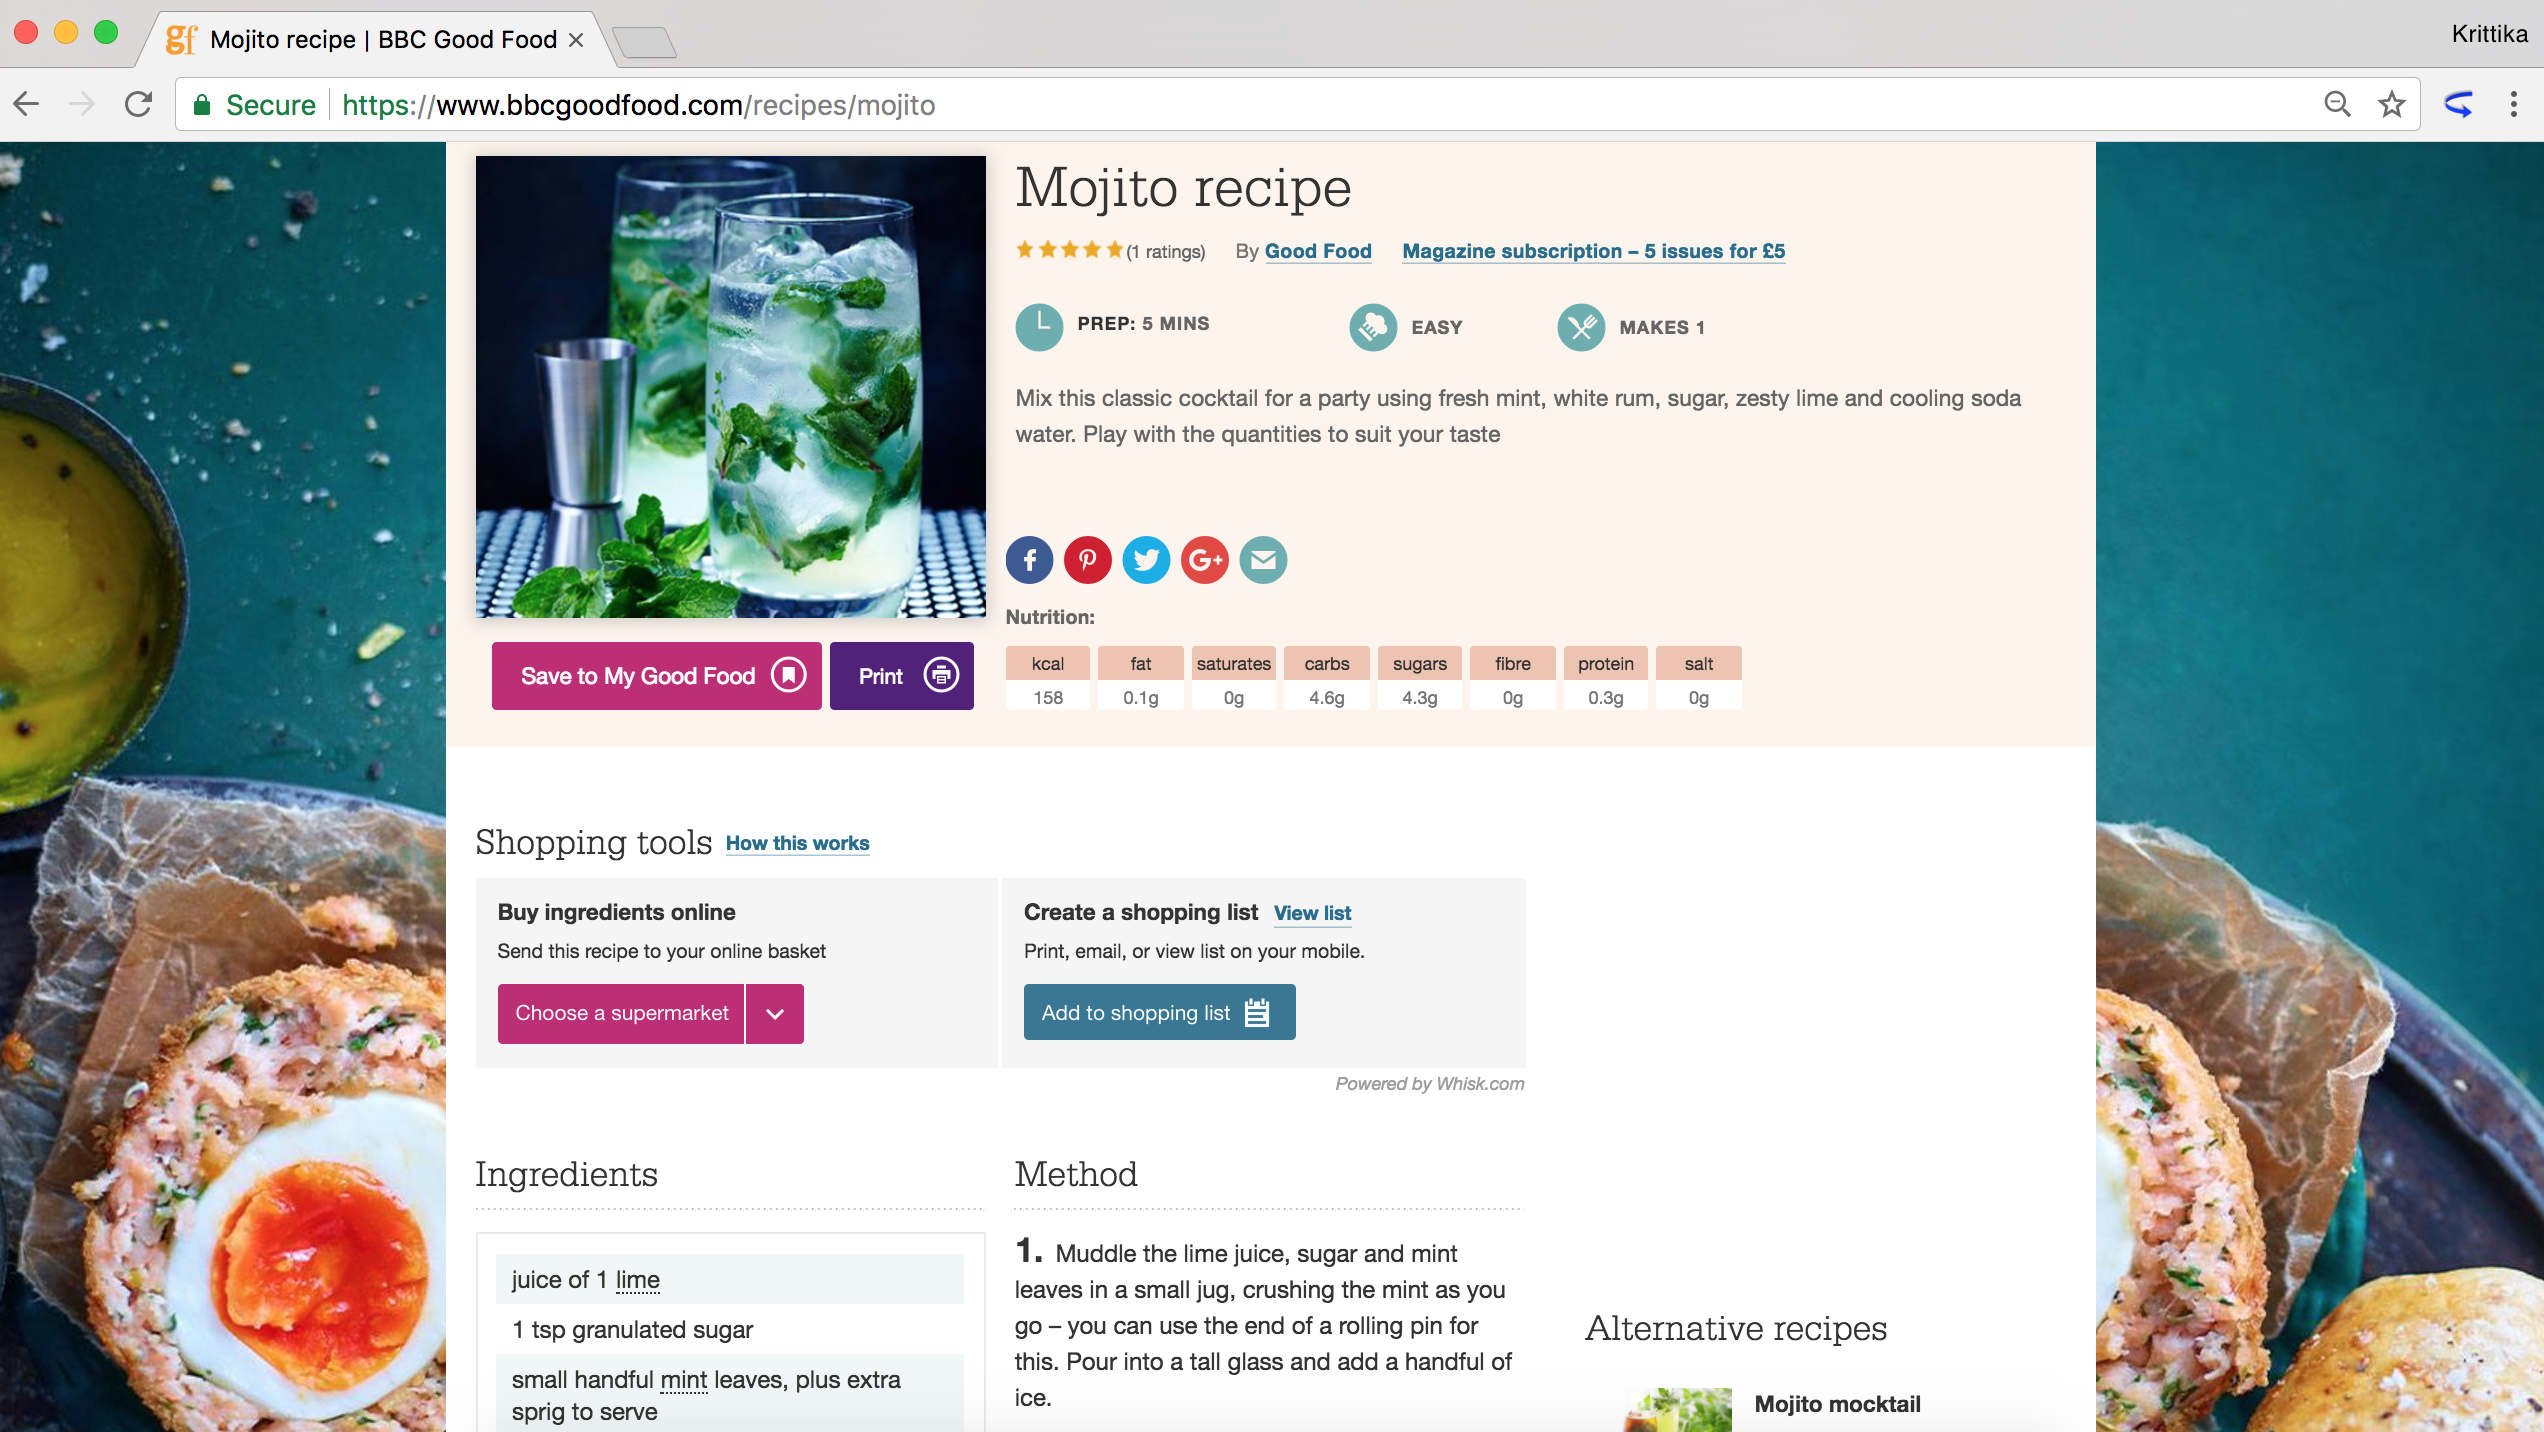 gf Mojito recipe | BBC Good Food
Krittika
Secure https://www.bbcgoodfood.com/recipes/mojito
Mojito recipe
(1 ratings) By Good Food Magazine subscription – 5 issues for £5
PREP: 5 MINS EASY MAKES 1
Mix this classic cocktail for a party using fresh mint, white rum, sugar, zesty lime and cooling soda
water. Play with the quantities to suit your taste
f G+
Nutrition:
Save to My Good Food Print
kcal fat saturates carbs sugars fibre protein salt
158 0.1g 0g 4.6g 4.3g 0g 0.3g 0g
Shopping tools How this works
Buy ingredients online
Send this recipe to your online basket
Choose a supermarket
Create a shopping list View list
Print, email, or view list on your mobile.
Add to shopping list
Powered by Whisk.com
Ingredients
juice of 1 lime
1 tsp granulated sugar
small handful mint leaves, plus extra
sprig to serve
Method
1. Muddle the lime juice, sugar and mint
leaves in a small jug, crushing the mint as you
go – you can use the end of a rolling pin for
this. Pour into a tall glass and add a handful of
ice.
Alternative recipes
Mojito mocktail